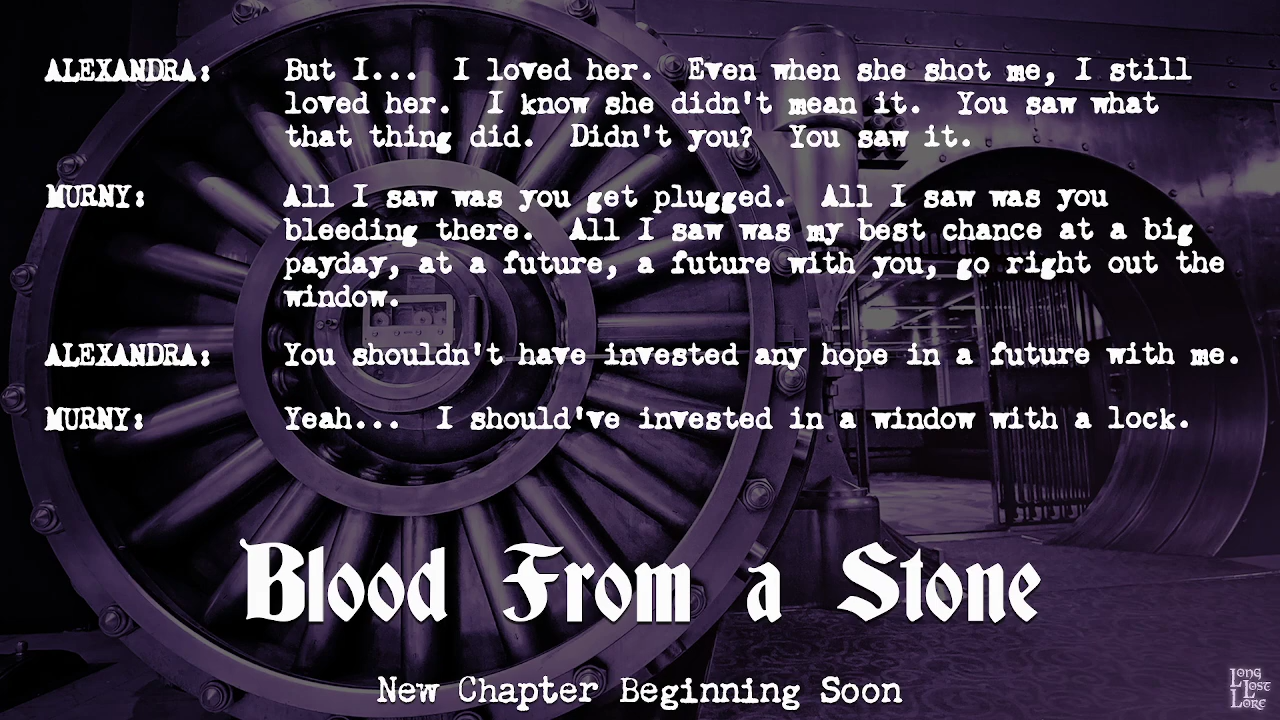 ALEXANDRA: But I... I loved her. Even when she shot me, I still
loved her. I know she didn't mean it. You saw what
that thing did. Didn't you? You saw it.
MURNY: All I saw was you get plugged. All I saw was you
bleeding there. All I saw was my best chance at a big
payday, at a future, a future with you, go right out the
window.
ALEXANDRA: You shouldn't have invested any hope in a future with me.
MURNY: Yeah... I should've invested in a window with a lock.
Blood From a Stone
New Chapter Beginning Soon
Long
Lost
Lore